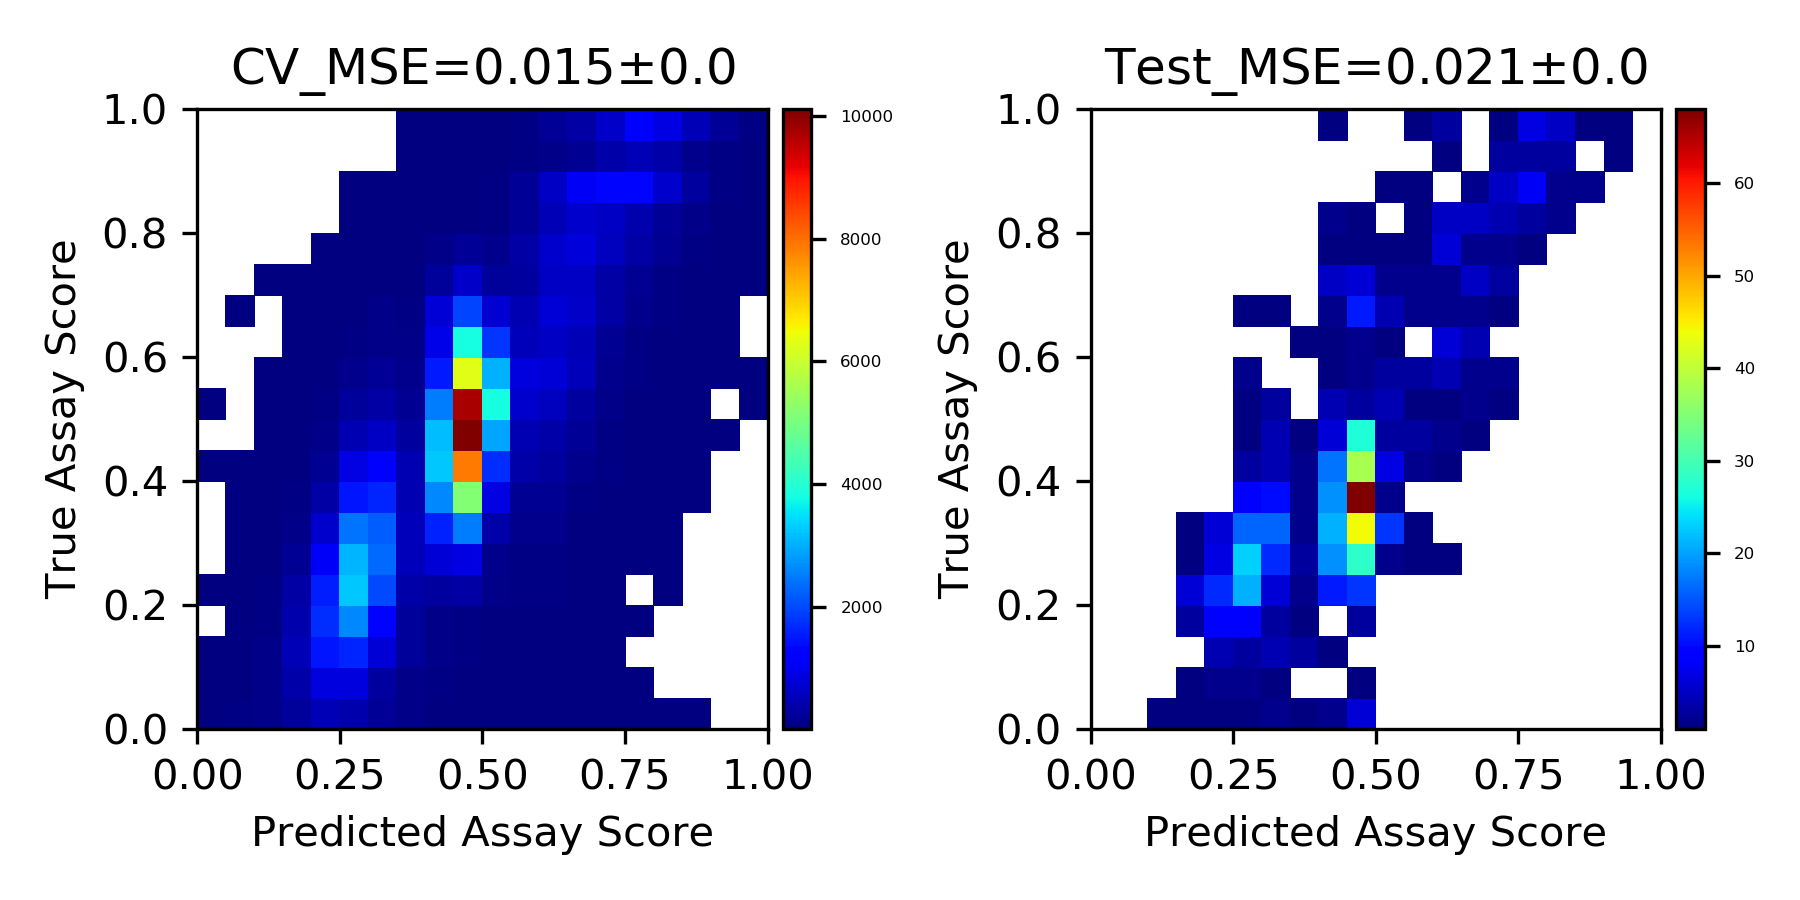 CV_MSE=0.015±0.0
True Assay Score
1.0
0.8
0.6
0.4
0.2
0.0
0.00 0.25 0.50 0.75 1.00
Predicted Assay Score
10000
8000
6000
4000
2000
Test_MSE=0.021±0.0
True Assay Score
1.0
0.8
0.6
0.4
0.2
0.0
0.00 0.25 0.50 0.75 1.00
Predicted Assay Score
60
50
40
30
20
10